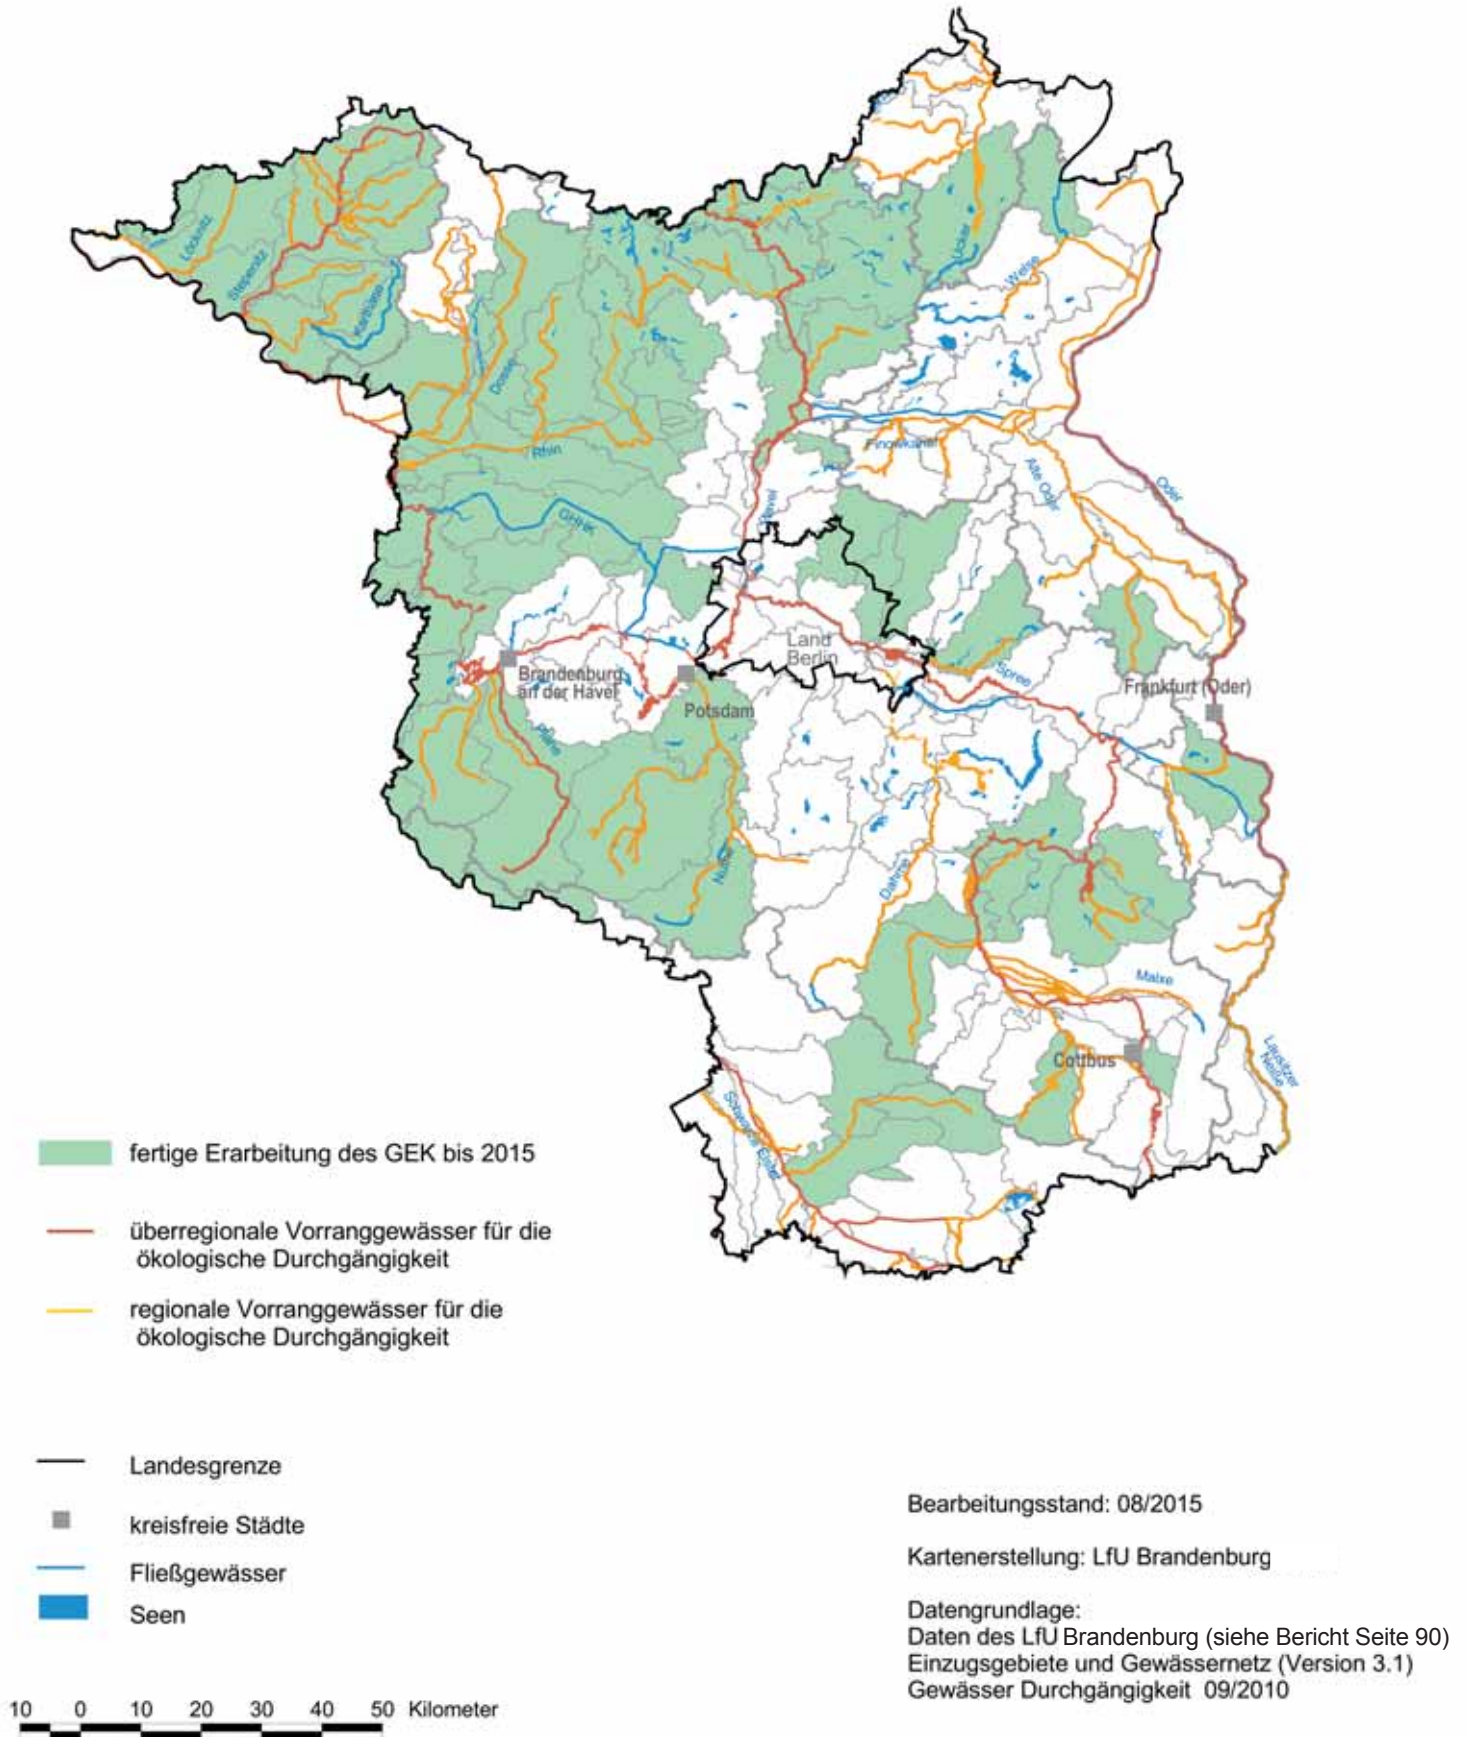 Löcknitz
Stepenitz
Karthane
Dosse
Rhin
GHHK
Havel
Ucker
Welse
Finowkanal
Alte Oder
Oder
Land
Berlin
Brandenburg
an der Havel
Potsdam
Plane
Nuthe
Spree
Frankfurt (Oder)
Dahme
Malxe
Cottbus
Lausitzer
Neiße
Schwarze Elster
fertige Erarbeitung des GEK bis 2015
überregionale Vorranggewässer für die
ökologische Durchgängigkeit
regionale Vorranggewässer für die
ökologische Durchgängigkeit
Landesgrenze
kreisfreie Städte
Fließgewässer
Seen
Bearbeitungsstand: 08/2015
Kartenerstellung: LfU Brandenburg
Datengrundlage:
Daten des LfU Brandenburg (siehe Bericht Seite 90)
Einzugsgebiete und Gewässernetz (Version 3.1)
Gewässer Durchgängigkeit 09/2010
10 0 10 20 30 40 50 Kilometer